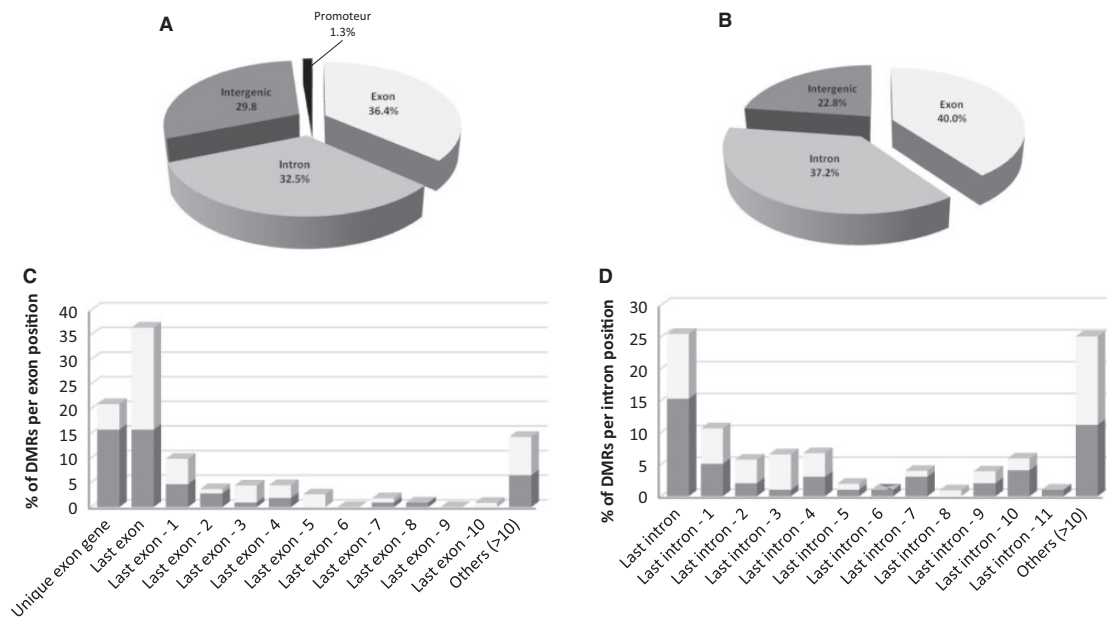 A
Promoteur
1.3%
Intergenic
29.8
Exon
36.4%
Intron
32.5%
B
Intergenic
22.8%
Exon
40.0%
Intron
37.2%
C
% of DMRs per exon position
40
35
30
25
20
15
10
5
0
Unique exon gene
Last exon
Last exon - 1
Last exon - 2
Last exon - 3
Last exon - 4
Last exon - 5
Last exon - 6
Last exon - 7
Last exon - 8
Last exon - 9
Last exon -10
Others (>10)
D
% of DMRs per intron position
30
25
20
15
10
5
0
Last intron
Last intron - 1
Last intron - 2
Last intron - 3
Last intron - 4
Last intron - 5
Last intron - 6
Last intron - 7
Last intron - 8
Last intron - 9
Last intron - 10
Last intron - 11
Others (>10)